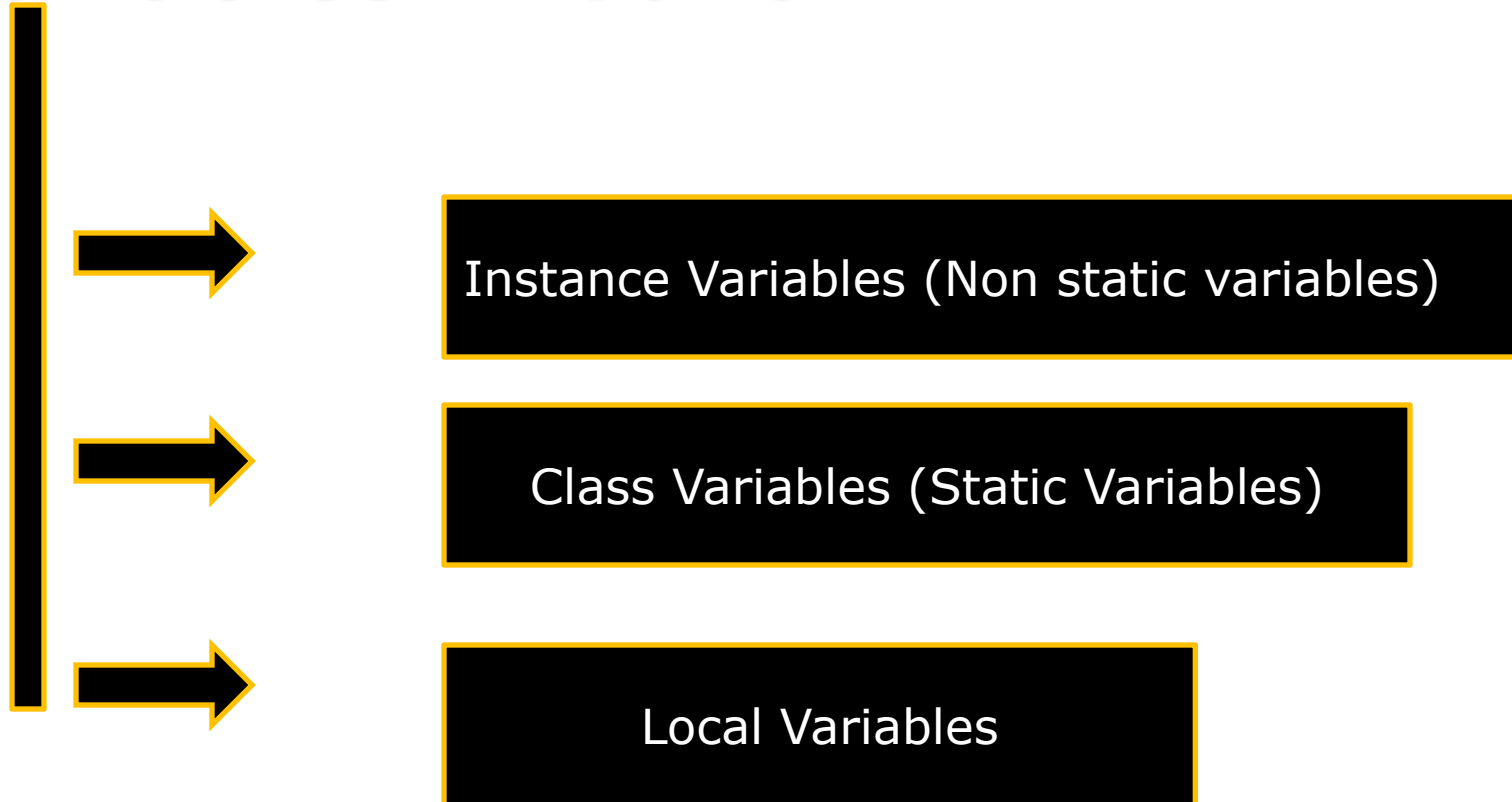 Instance Variables (Non static variables)
Class Variables (Static Variables)
Local Variables